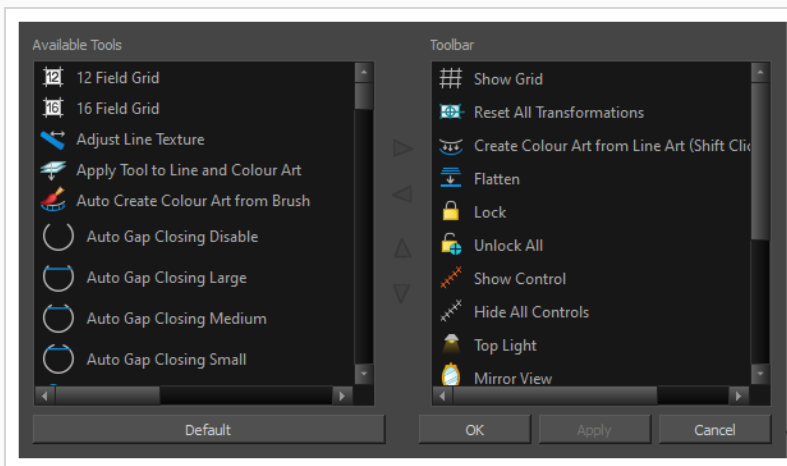 Available Tools
12 12 Field Grid
16 16 Field Grid
Adjust Line Texture
Apply Tool to Line and Colour Art
Auto Create Colour Art from Brush
Auto Gap Closing Disable
Auto Gap Closing Large
Auto Gap Closing Medium
Auto Gap Closing Small
Default
Toolbar
Show Grid
Reset All Transformations
Create Colour Art from Line Art (Shift Clic
Flatten
Lock
Unlock All
Show Control
Hide All Controls
Top Light
Mirror View
OK
Apply
Cancel